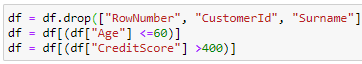 df = df.drop(["RowNumber", "CustomerId", "Surname"]
df = df[(df["Age"] <=60)]
df = df[(df["CreditScore"] >400)]